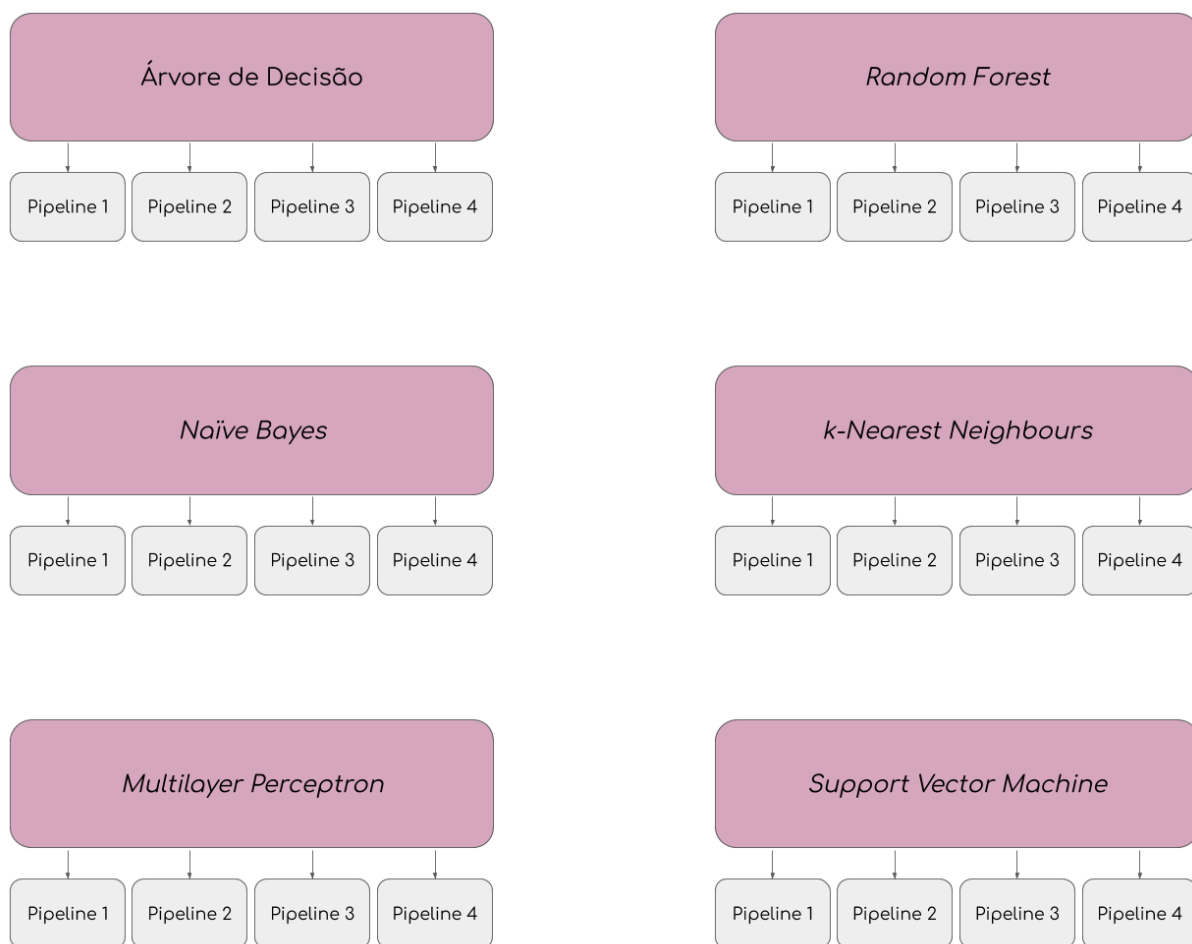 Árvore de Decisão
Random Forest
Pipeline 1
Pipeline 2
Pipeline 3
Pipeline 4
Pipeline 1
Pipeline 2
Pipeline 3
Pipeline 4
Naïve Bayes
k-Nearest Neighbours
Pipeline 1
Pipeline 2
Pipeline 3
Pipeline 4
Pipeline 1
Pipeline 2
Pipeline 3
Pipeline 4
Multilayer Perceptron
Support Vector Machine
Pipeline 1
Pipeline 2
Pipeline 3
Pipeline 4
Pipeline 1
Pipeline 2
Pipeline 3
Pipeline 4